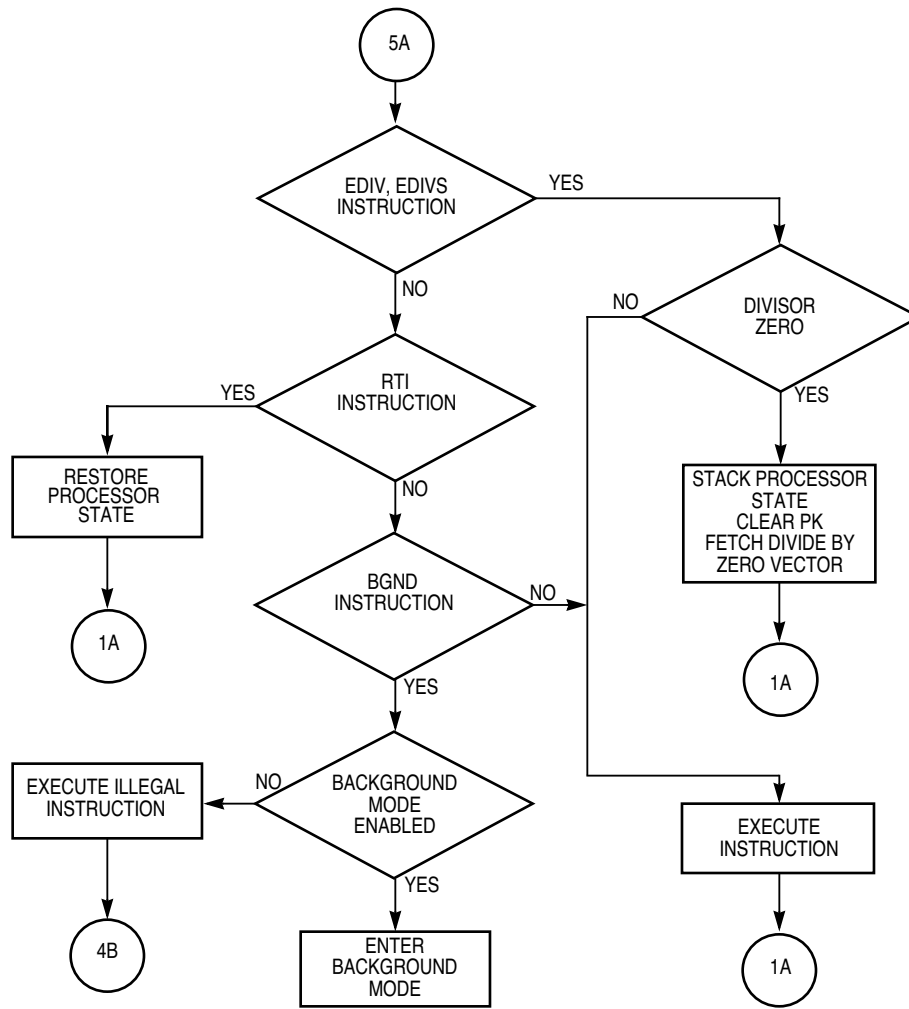 5A
EDIV, EDIVS
INSTRUCTION
YES
NO
DIVISOR
ZERO
NO
YES
RTI
INSTRUCTION
YES
NO
RESTORE
PROCESSOR
STATE
STACK PROCESSOR
STATE
CLEAR PK
FETCH DIVIDE BY
ZERO VECTOR
BGND
INSTRUCTION
NO
YES
1A
1A
EXECUTE ILLEGAL
INSTRUCTION
NO
BACKGROUND
MODE
ENABLED
YES
EXECUTE
INSTRUCTION
4B
ENTER
BACKGROUND
MODE
1A